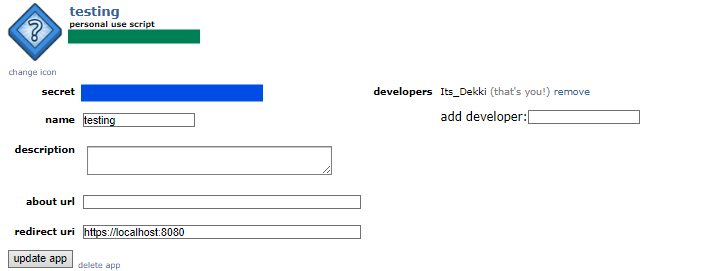 testing
personal use script
change icon
secret
developers Its_Dekki (that's you!) remove
name testing
add developer:
description
about url
redirect uri https://localhost:8080
update app delete app